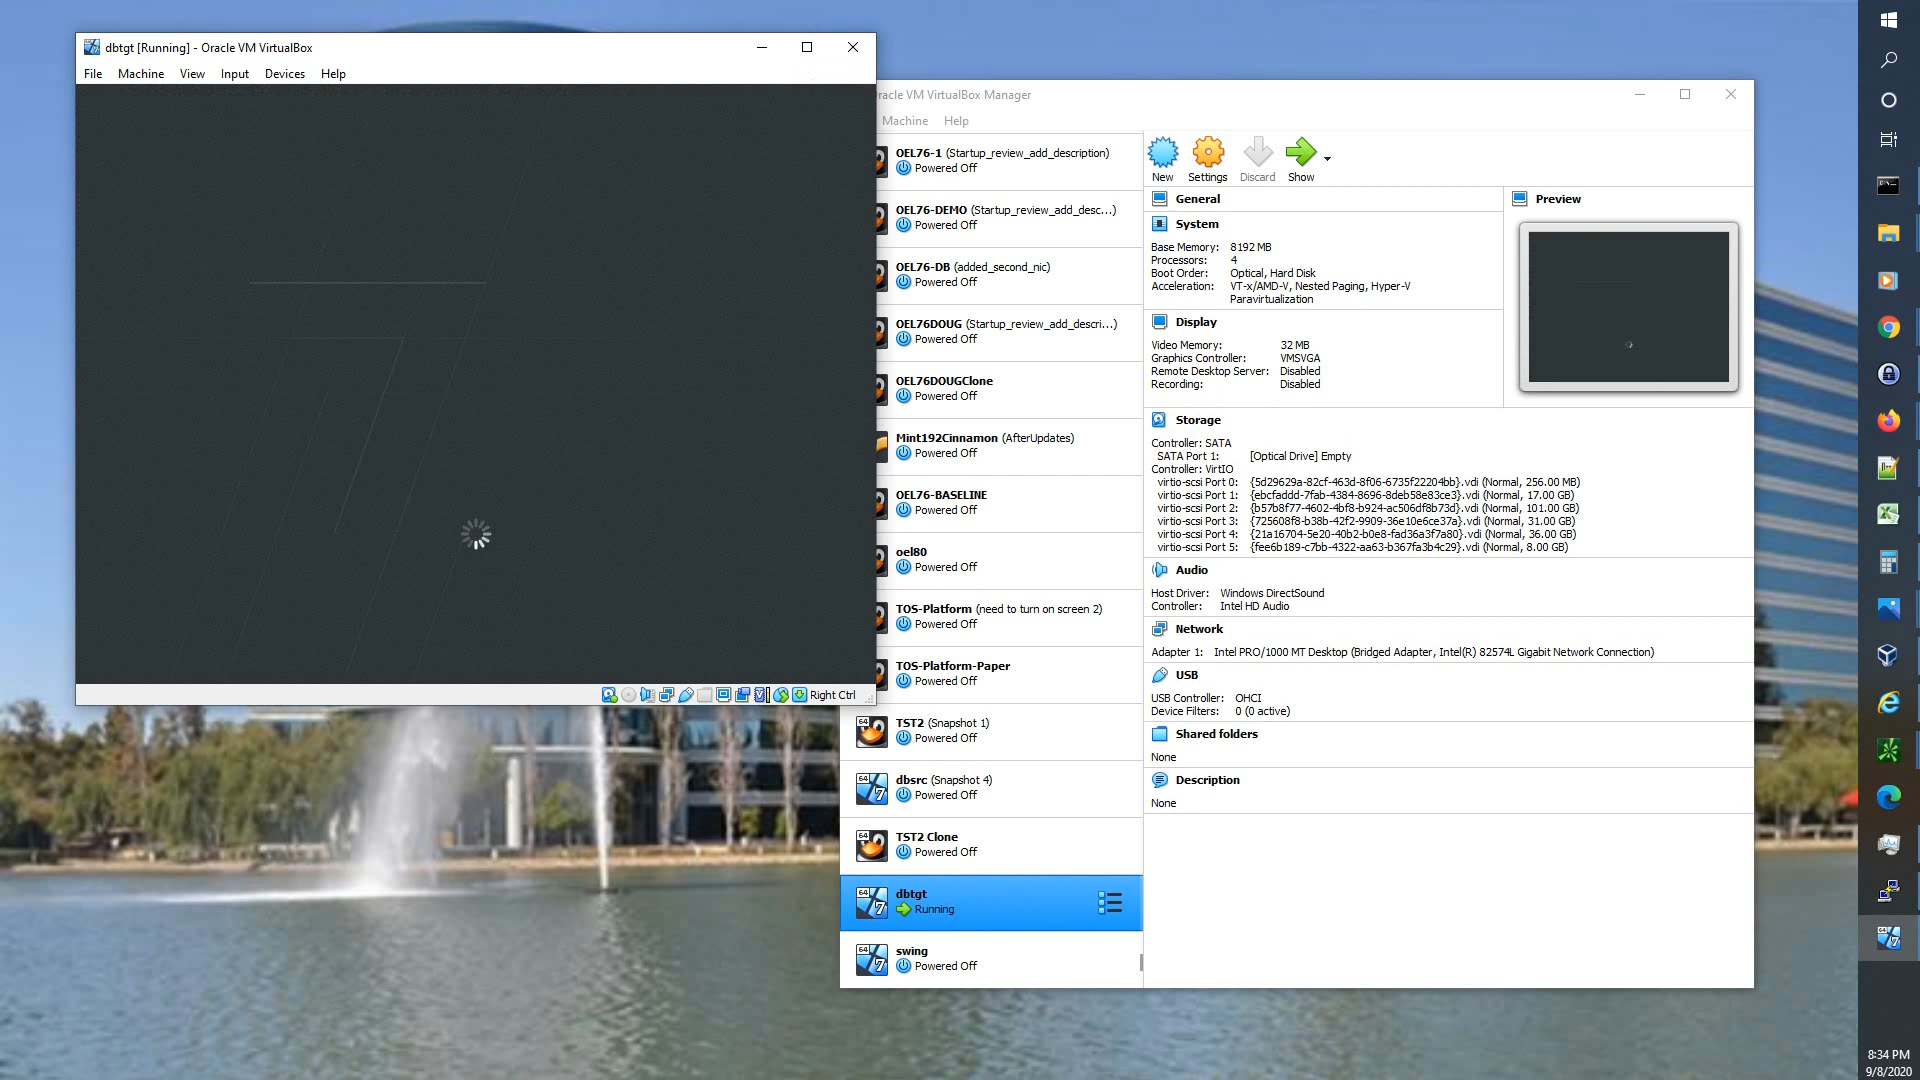 dbtgt [Running] - Oracle VM VirtualBox
File Machine View Input Devices Help
Right Ctrl
racle VM VirtualBox Manager
Machine Help
OEL76-1 (Startup_review_add_description)
Powered Off
OEL76-DEMO (Startup_review_add_desc...)
Powered Off
OEL76-DB (added_second_nic)
Powered Off
OEL76DOUG (Startup_review_add_descri...)
Powered Off
OEL76DOUGClone
Powered Off
Mint192Cinnamon (AfterUpdates)
Powered Off
OEL76-BASELINE
Powered Off
oel80
Powered Off
TOS-Platform (need to turn on screen 2)
Powered Off
TOS-Platform-Paper
Powered Off
64
TST2 (Snapshot 1)
Powered Off
64
7
dbsrc (Snapshot 4)
Powered Off
64
TST2 Clone
Powered Off
64
7
dbtgt
Running
64
7
swing
Powered Off
New Settings Discard Show
General
System
Base Memory: 8192 MB
Processors: 4
Boot Order: Optical, Hard Disk
Acceleration: VT-x/AMD-V, Nested Paging, Hyper-V
Paravirtualization
Display
Video Memory: 32 MB
Graphics Controller: VMSVGA
Remote Desktop Server: Disabled
Recording: Disabled
Preview
Storage
Controller: SATA
SATA Port 1: [Optical Drive] Empty
Controller: VirtIO
virtio-scsi Port 0: {5d29629a-82cf-463d-8f06-6735f22204bb}.vdi (Normal, 256.00 MB)
virtio-scsi Port 1: {ebcfaddd-7fab-4384-8696-8deb58e83ce3}.vdi (Normal, 17.00 GB)
virtio-scsi Port 2: {b57b8f77-4602-4bf8-b924-ac506df8b73d}.vdi (Normal, 101.00 GB)
virtio-scsi Port 3: {725608f8-b38b-42f2-9909-36e10e6ce37a}.vdi (Normal, 31.00 GB)
virtio-scsi Port 4: {21a16704-5e20-40b2-b0e8-fad36a3f7a80}.vdi (Normal, 36.00 GB)
virtio-scsi Port 5: {fee6b189-c7bb-4322-aa63-b367fa3b4c29}.vdi (Normal, 8.00 GB)
Audio
Host Driver: Windows DirectSound
Controller: Intel HD Audio
Network
Adapter 1: Intel PRO/1000 MT Desktop (Bridged Adapter, Intel(R) 82574L Gigabit Network Connection)
USB
USB Controller: OHCI
Device Filters: 0 (0 active)
Shared folders
None
Description
None
8:34 PM
9/8/2020